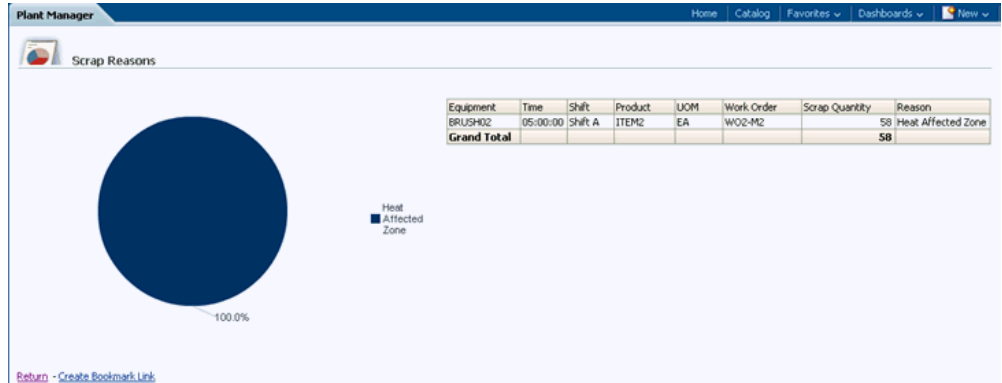 Plant Manager
Home Catalog Favorites Dashboards New
Scrap Reasons
Equipment Time Shift Product UOM Work Order Scrap Quantity Reason
BRUSH02 05:00:00 Shift A ITEM2 EA WO2-M2 58 Heat Affected Zone
Grand Total 58
Heat
Affected
Zone
100.0%
Return - Create Bookmark Link